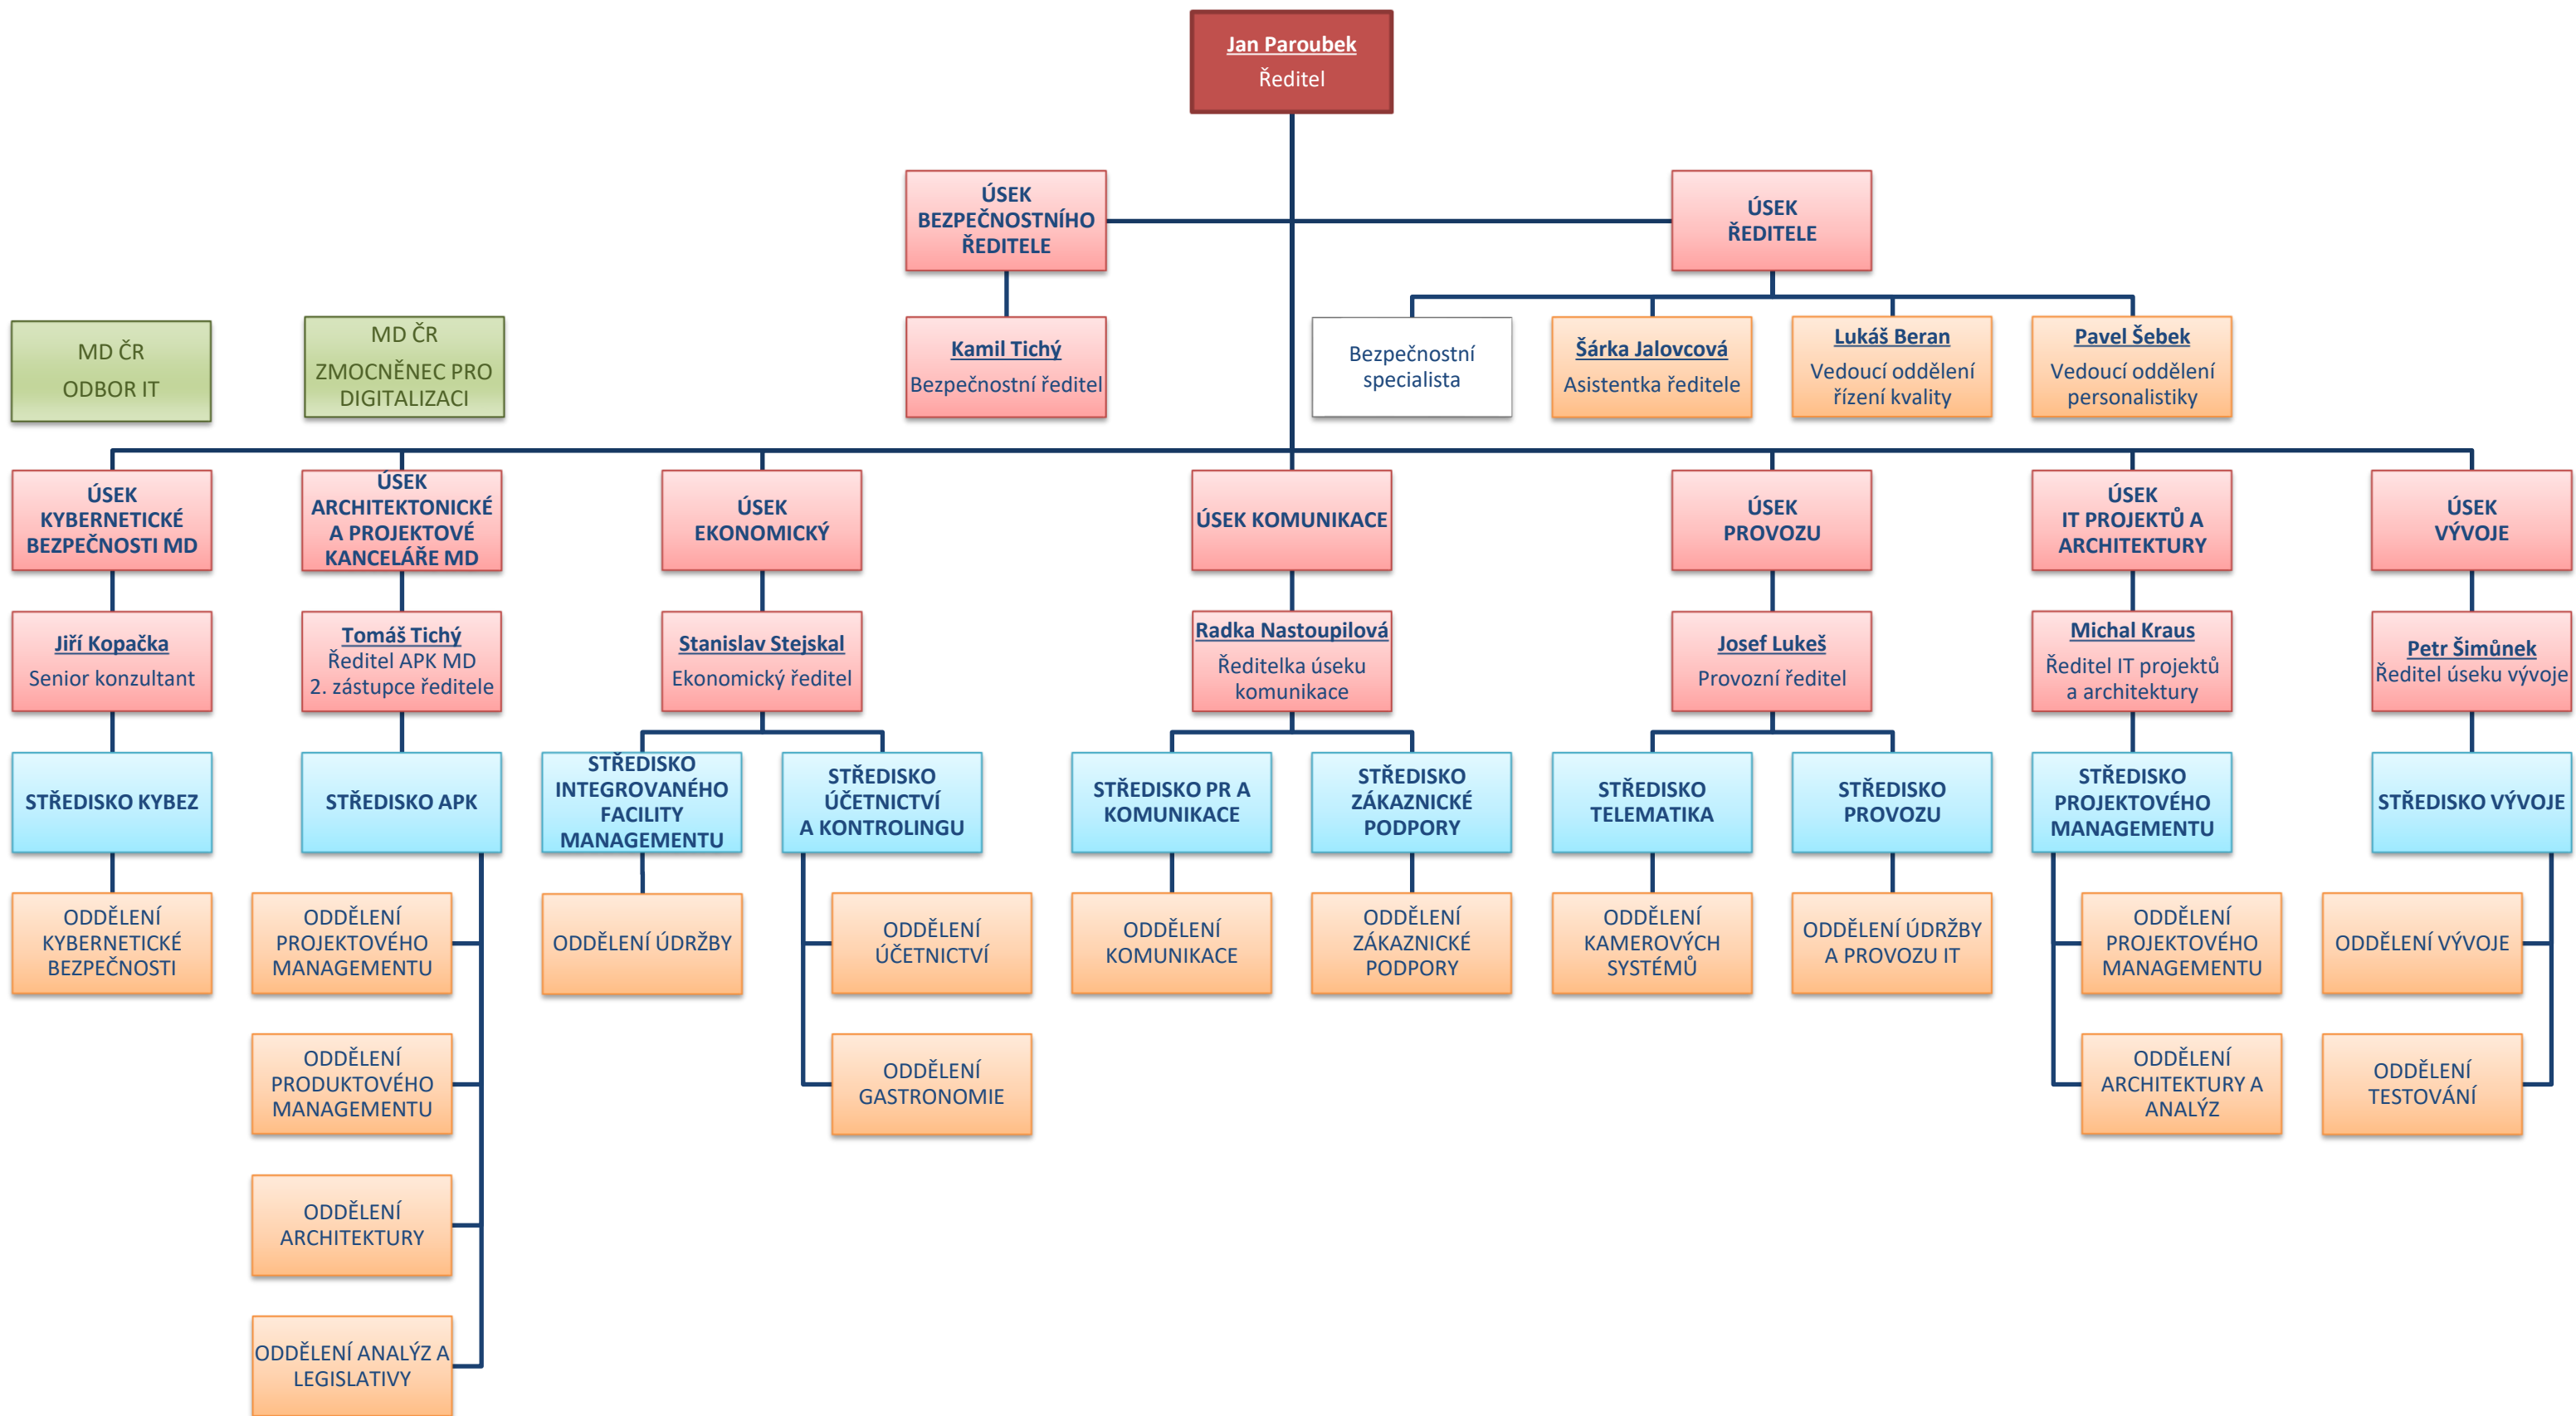 Jan Paroubek
Ředitel
ÚSEK
BEZPEČNOSTNÍHO
ŘEDITELE
ÚSEK
ŘEDITELE
MD ČR
ODBOR IT
MD ČR
ZMOCNĚNEC PRO
DIGITALIZACI
Kamil Tichý
Bezpečnostní ředitel
Bezpečnostní
specialista
Šárka Jalovcová
Asistentka ředitele
Lukáš Beran
Vedoucí oddělení
řízení kvality
Pavel Šebek
Vedoucí oddělení
personalistiky
ÚSEK
KYBERNETICKÉ
BEZPEČNOSTI MD
ÚSEK
ARCHITEKTONICKÉ
A PROJEKTOVÉ
KANCELÁŘE MD
ÚSEK
EKONOMICKÝ
ÚSEK KOMUNIKACE
ÚSEK
PROVOZU
ÚSEK
IT PROJEKTŮ A
ARCHITEKTURY
ÚSEK
VÝVOJE
Jiří Kopačka
Senior konzultant
Tomáš Tichý
Ředitel APK MD
2. zástupce ředitele
Stanislav Stejskal
Ekonomický ředitel
Radka Nastoupilová
Ředitelka úseku
komunikace
Josef Lukeš
Provozní ředitel
Michal Kraus
Ředitel IT projektů
a architektury
Petr Šimůnek
Ředitel úseku vývoje
STŘEDISKO KYBEZ
STŘEDISKO APK
STŘEDISKO
INTEGROVANÉHO
FACILITY
MANAGEMENTU
STŘEDISKO
ÚČETNICTVÍ
A KONTROLINGU
STŘEDISKO PR A
KOMUNIKACE
STŘEDISKO
ZÁKAZNICKÉ
PODPORY
STŘEDISKO
TELEMATIKA
STŘEDISKO
PROVOZU
STŘEDISKO
PROJEKTOVÉHO
MANAGEMENTU
STŘEDISKO VÝVOJE
ODDĚLENÍ
KYBERNETICKÉ
BEZPEČNOSTI
ODDĚLENÍ
PROJEKTOVÉHO
MANAGEMENTU
ODDĚLENÍ ÚDRŽBY
ODDĚLENÍ
ÚČETNICTVÍ
ODDĚLENÍ
KOMUNIKACE
ODDĚLENÍ
ZÁKAZNICKÉ
PODPORY
ODDĚLENÍ
KAMEROVÝCH
SYSTÉMŮ
ODDĚLENÍ ÚDRŽBY
A PROVOZU IT
ODDĚLENÍ
PROJEKTOVÉHO
MANAGEMENTU
ODDĚLENÍ VÝVOJE
ODDĚLENÍ
PRODUKTOVÉHO
MANAGEMENTU
ODDĚLENÍ
GASTRONOMIE
ODDĚLENÍ
ARCHITEKTURY A
ANALÝZ
ODDĚLENÍ
TESTOVÁNÍ
ODDĚLENÍ
ARCHITEKTURY
ODDĚLENÍ ANALÝZ A
LEGISLATIVY